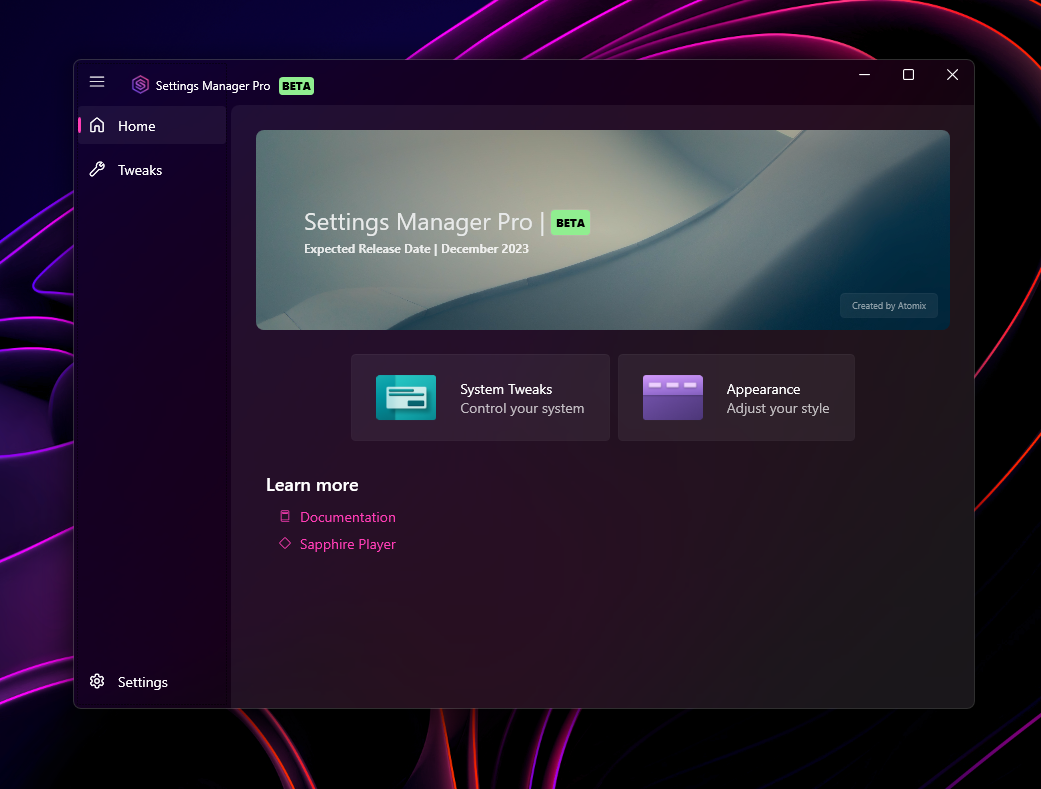 Settings Manager Pro BETA
Home
Tweaks
Settings Manager Pro | BETA
Expected Release Date | December 2023
Created by Atomix
System Tweaks
Control your system
Appearance
Adjust your style
Learn more
Documentation
Sapphire Player
Settings